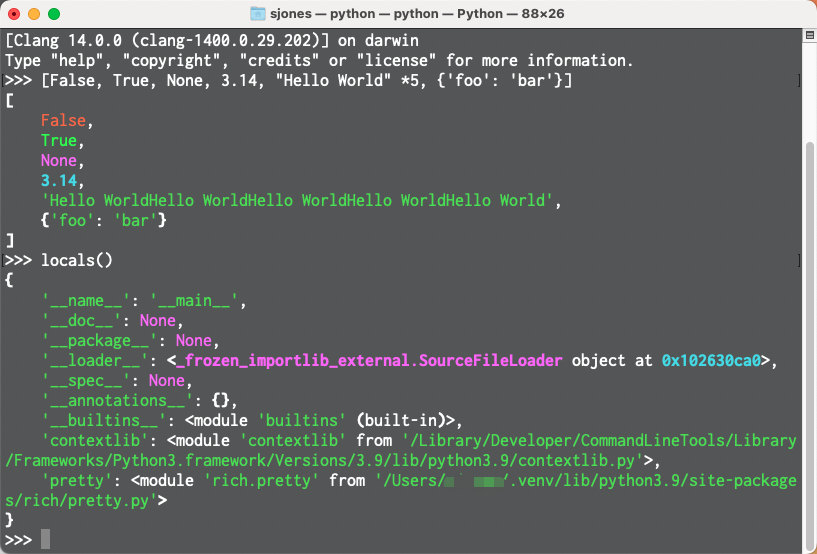 sjones — python — python — Python — 88×26
[Clang 14.0.0 (clang-1400.0.29.202)] on darwin
Type "help", "copyright", "credits" or "license" for more information.
>>> [False, True, None, 3.14, "Hello World" *5, {'foo': 'bar'}]
[
    False,
    True,
    None,
    3.14,
    'Hello WorldHello WorldHello WorldHello WorldHello World',
    {'foo': 'bar'}
]
>>> locals()
{
    '__name__': '__main__',
    '__doc__': None,
    '__package__': None,
    '__loader__': <_frozen_importlib_external.SourceFileLoader object at 0x102630ca0>,
    '__spec__': None,
    '__annotations__': {},
    '__builtins__': <module 'builtins' (built-in)>,
    'contextlib': <module 'contextlib' from '/Library/Developer/CommandLineTools/Library
/Frameworks/Python3.framework/Versions/3.9/lib/python3.9/contextlib.py'>,
    'pretty': <module 'rich.pretty' from '/Users/ /.venv/lib/python3.9/site-package
s/rich/pretty.py'>
}
>>>